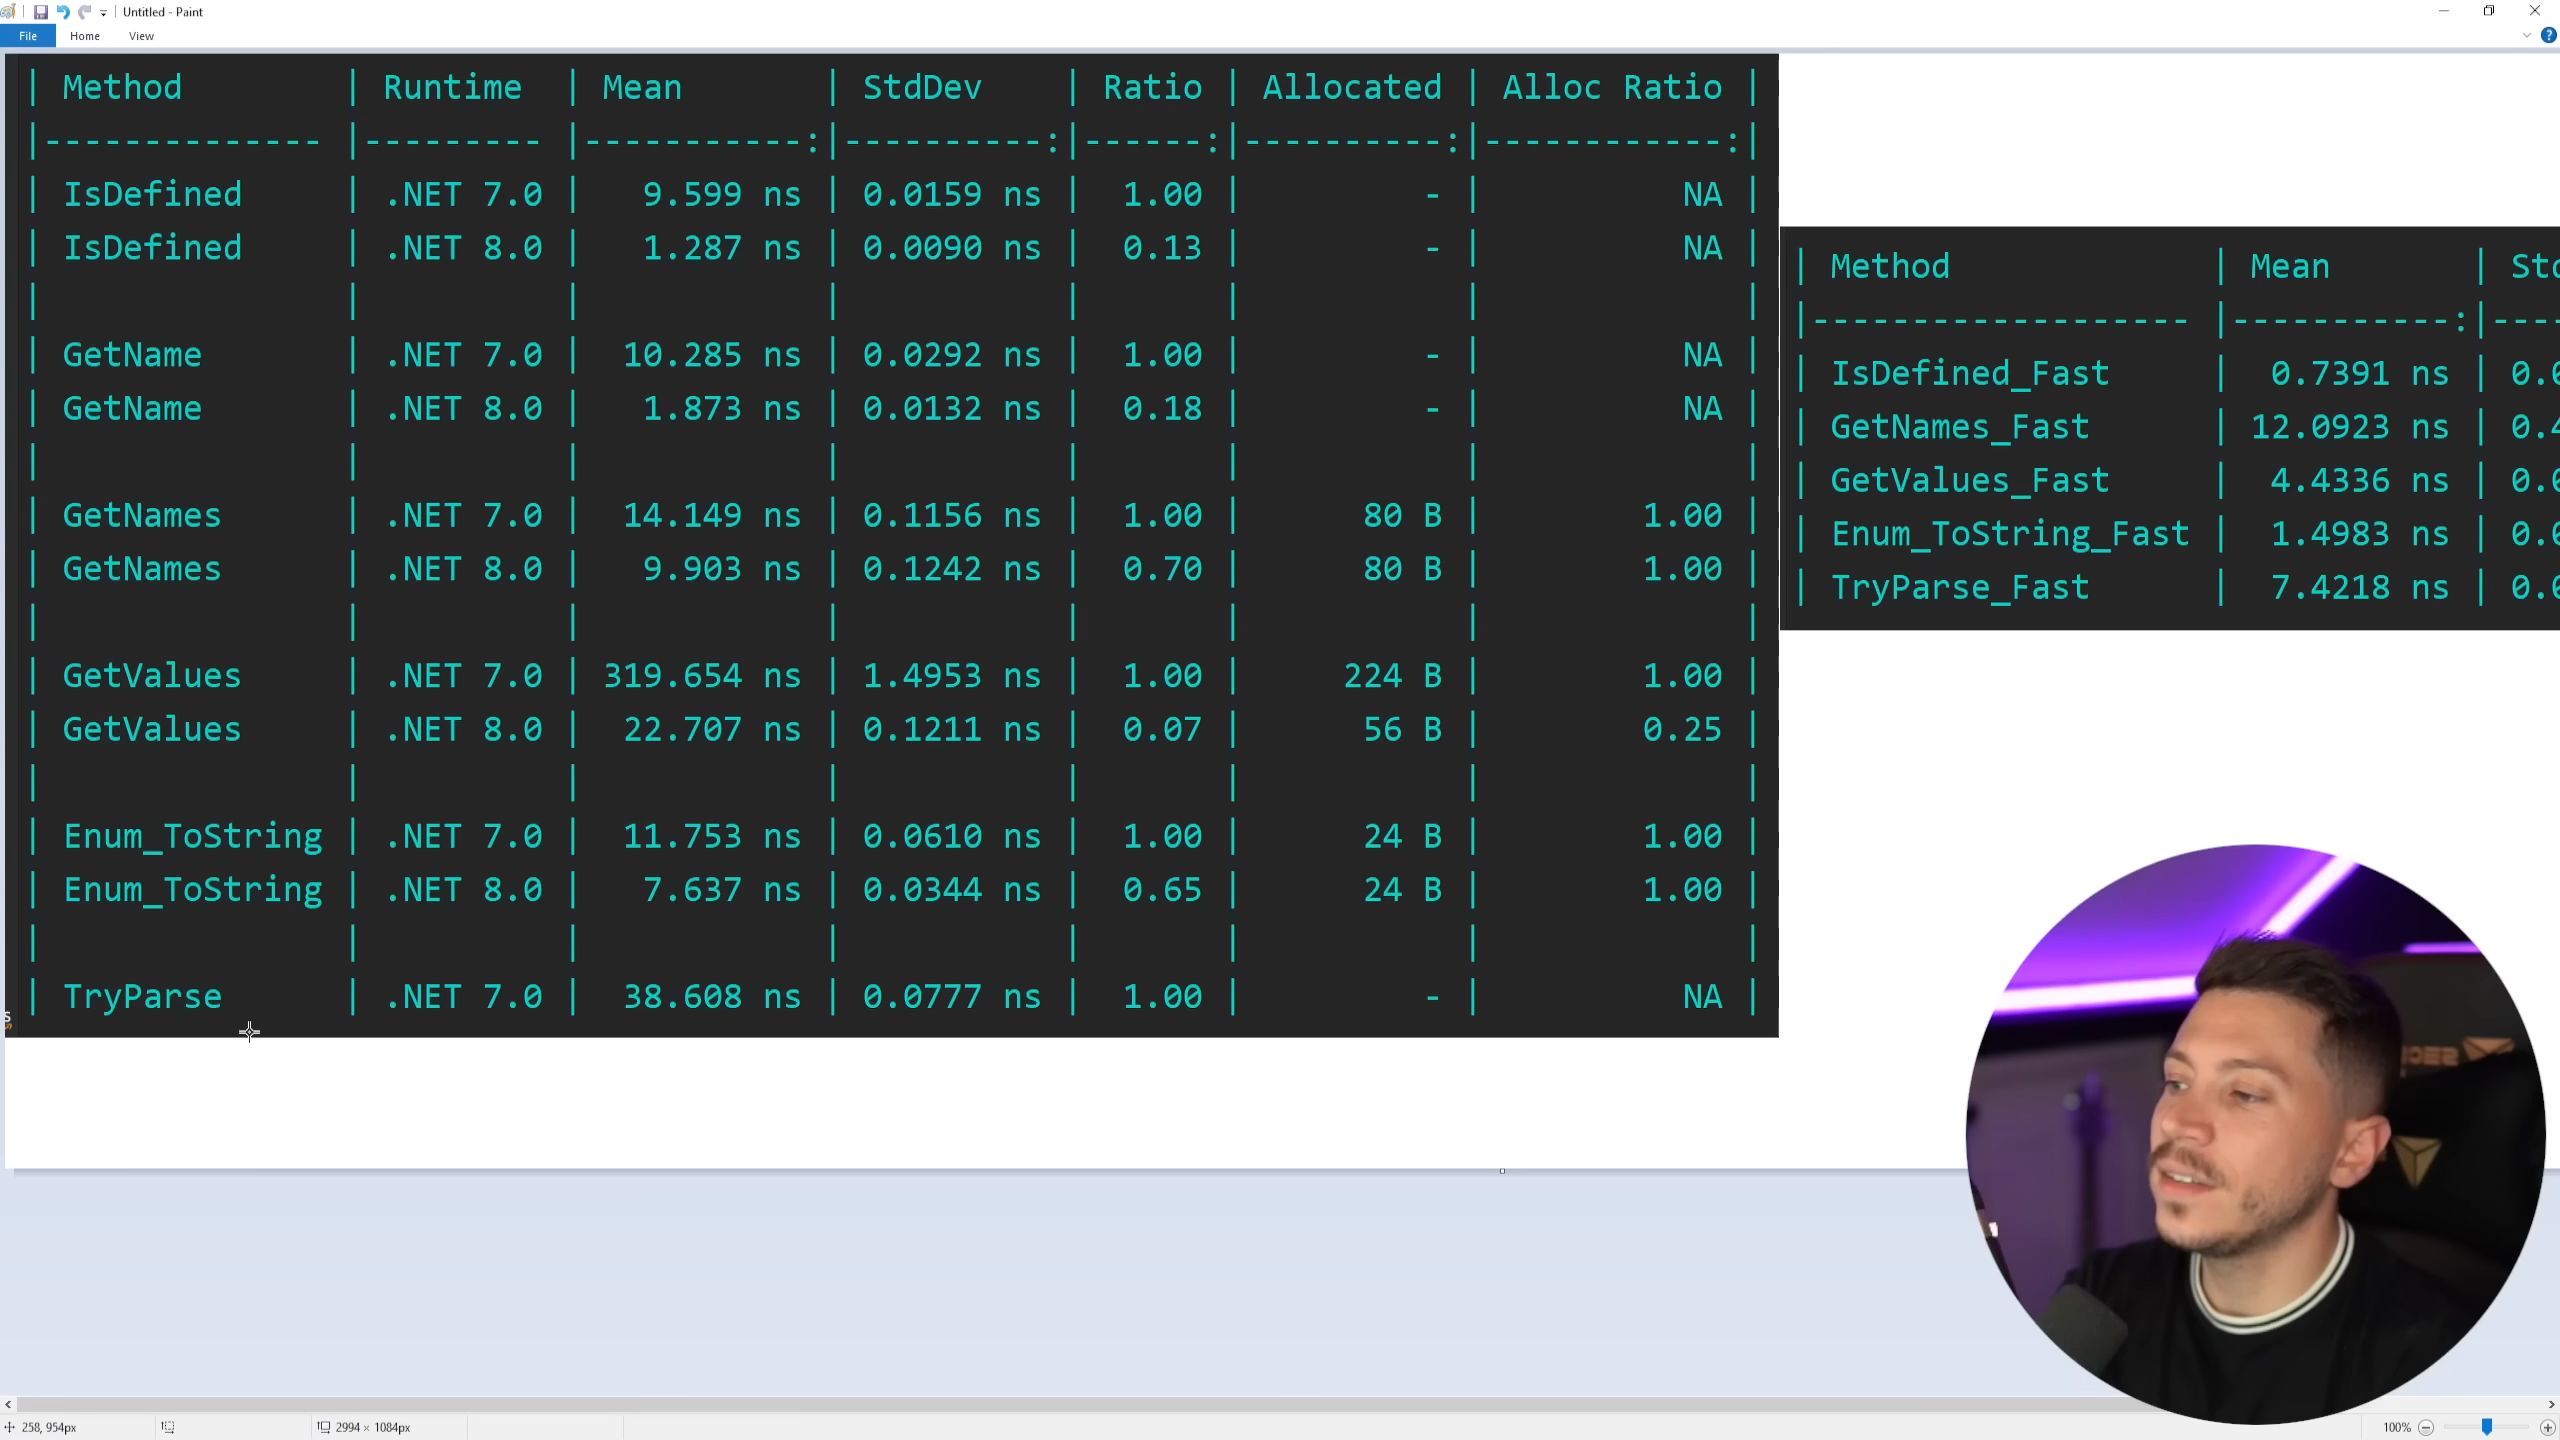 Untitled - Paint
File Home View
| Method | Runtime | Mean | StdDev | Ratio | Allocated | Alloc Ratio |
|-------------- |--------- |-----------:|----------:|------:|----------:|------------:|
| IsDefined | .NET 7.0 | 9.599 ns | 0.0159 ns | 1.00 | - | NA |
| IsDefined | .NET 8.0 | 1.287 ns | 0.0090 ns | 0.13 | - | NA |
| | | | | | | |
| GetName | .NET 7.0 | 10.285 ns | 0.0292 ns | 1.00 | - | NA |
| GetName | .NET 8.0 | 1.873 ns | 0.0132 ns | 0.18 | - | NA |
| | | | | | | |
| GetNames | .NET 7.0 | 14.149 ns | 0.1156 ns | 1.00 | 80 B | 1.00 |
| GetNames | .NET 8.0 | 9.903 ns | 0.1242 ns | 0.70 | 80 B | 1.00 |
| | | | | | | |
| GetValues | .NET 7.0 | 319.654 ns | 1.4953 ns | 1.00 | 224 B | 1.00 |
| GetValues | .NET 8.0 | 22.707 ns | 0.1211 ns | 0.07 | 56 B | 0.25 |
| | | | | | | |
| Enum_ToString | .NET 7.0 | 11.753 ns | 0.0610 ns | 1.00 | 24 B | 1.00 |
| Enum_ToString | .NET 8.0 | 7.637 ns | 0.0344 ns | 0.65 | 24 B | 1.00 |
| | | | | | | |
| TryParse | .NET 7.0 | 38.608 ns | 0.0777 ns | 1.00 | - | NA |
| Method | Mean |
|------------------- |-----------:|----
| IsDefined_Fast | 0.7391 ns |
| GetNames_Fast | 12.0923 ns |
| GetValues_Fast | 4.4336 ns |
| Enum_ToString_Fast | 1.4983 ns |
| TryParse_Fast | 7.4218 ns |
258, 954px
2994 × 1084px
100%